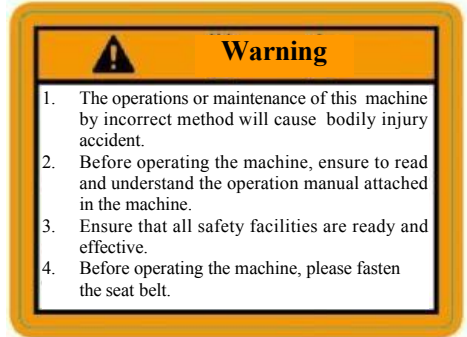 Warning
1. The operations or maintenance of this machine
by incorrect method will cause bodily injury
accident.
2. Before operating the machine, ensure to read
and understand the operation manual attached
in the machine.
3. Ensure that all safety facilities are ready and
effective.
4. Before operating the machine, please fasten
the seat belt.